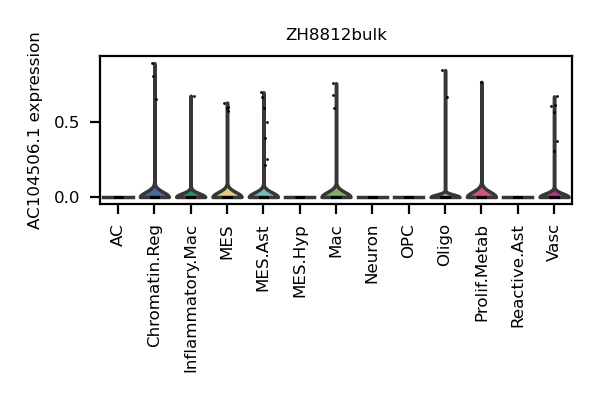 ZH8812bulk
AC104506.1 expression
0.5
0.0
AC
Chromatin.Reg
Inflammatory.Mac
MES
MES.Ast
MES.Hyp
Mac
Neuron
OPC
Oligo
Prolif.Metab
Reactive.Ast
Vasc